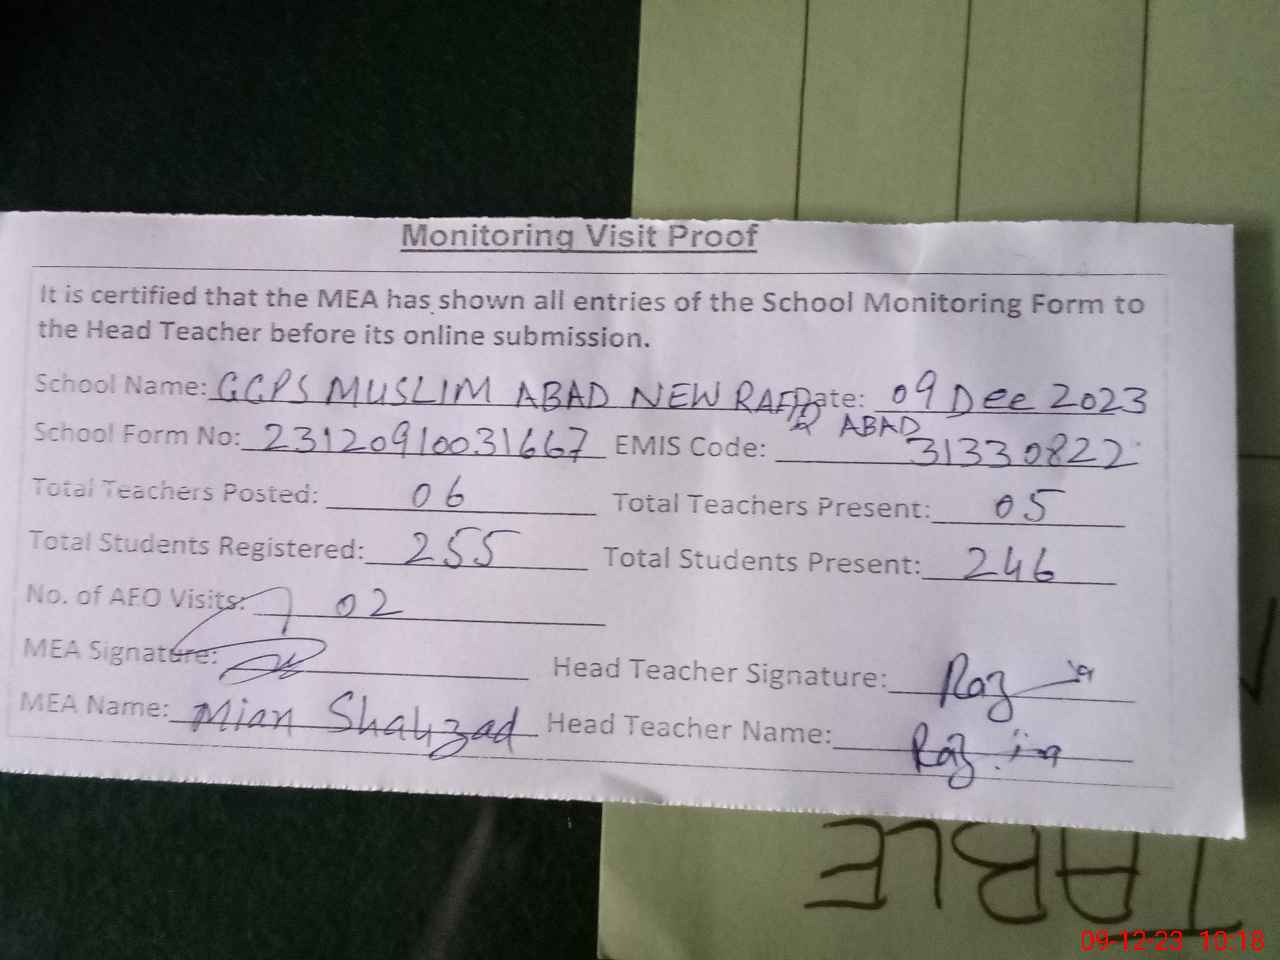 Monitoring Visit Proof
It is certified that the MEA has shown all entries of the School Monitoring Form to
the Head Teacher before its online submission.
School Name: GGPS MUSLIM ABAD NEW RAFIQ ABAD Date: 09 Dec 2023
School Form No: 23120910031667 EMIS Code: 31330822
Total Teachers Posted: 06 Total Teachers Present: 05
Total Students Registered: 255 Total Students Present: 246
No. of AEO Visits: 02
MEA Signature: Head Teacher Signature: Razia
MEA Name: Mian Shahzad Head Teacher Name: Razia
TABLE
09-12-23 10:18